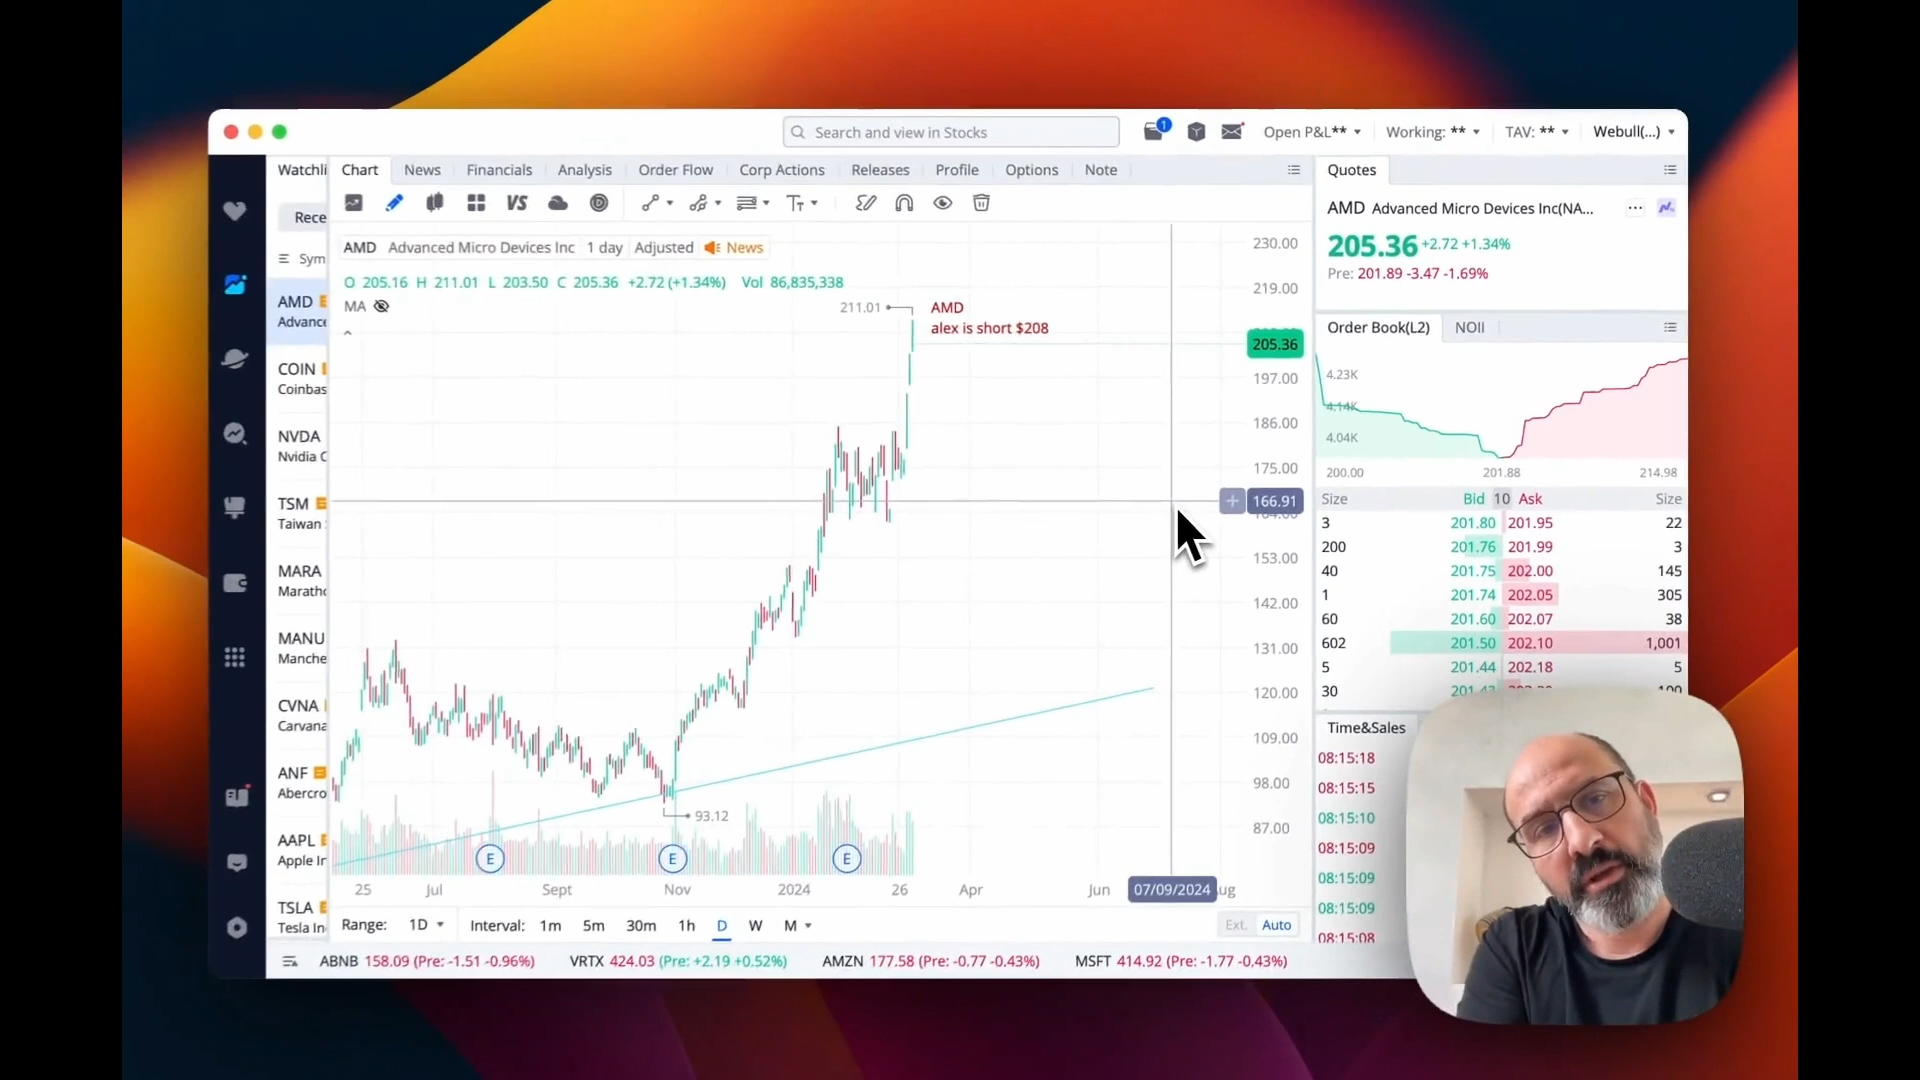 Search and view in Stocks
1
Open P&L**
Working: **
TAV: **
Webull(...)
Watchli
Chart
News
Financials
Analysis
Order Flow
Corp Actions
Releases
Profile
Options
Note
Quotes
VS
Rece
Sym
AMD Advanced Micro Devices Inc 1 day Adjusted News
O 205.16 H 211.01 L 203.50 C 205.36 +2.72 (+1.34%) Vol 86,835,338
MA
211.01
AMD
alex is short $208
AMD
Advance
COIN
Coinbas
NVDA
Nvidia C
TSM
Taiwan
MARA
Maratho
MANU
Manche
CVNA
Carvana
ANF
Abercro
AAPL
Apple In
TSLA
Tesla In
93.12
E
E
E
230.00
219.00
205.36
197.00
186.00
175.00
166.91
153.00
142.00
131.00
120.00
109.00
98.00
87.00
25
Jul
Sept
Nov
2024
26
Apr
Jun
07/09/2024
ug
Range: 1D
Interval: 1m 5m 30m 1h D W M
Ext. Auto
AMD Advanced Micro Devices Inc(NA...
205.36 +2.72 +1.34%
Pre: 201.89 -3.47 -1.69%
Order Book(L2)
NOII
4.23K
4.14K
4.04K
200.00
201.88
214.98
Size Bid 10 Ask Size
3 201.80 201.95 22
200 201.76 201.99 3
40 201.75 202.00 145
1 201.74 202.05 305
60 201.60 202.07 38
602 201.50 202.10 1,001
5 201.44 202.18 5
30
Time&Sales
08:15:18
08:15:15
08:15:10
08:15:09
08:15:09
08:15:09
08:15:08
ABNB 158.09 (Pre: -1.51 -0.96%)
VRTX 424.03 (Pre: +2.19 +0.52%)
AMZN 177.58 (Pre: -0.77 -0.43%)
MSFT 414.92 (Pre: -1.77 -0.43%)